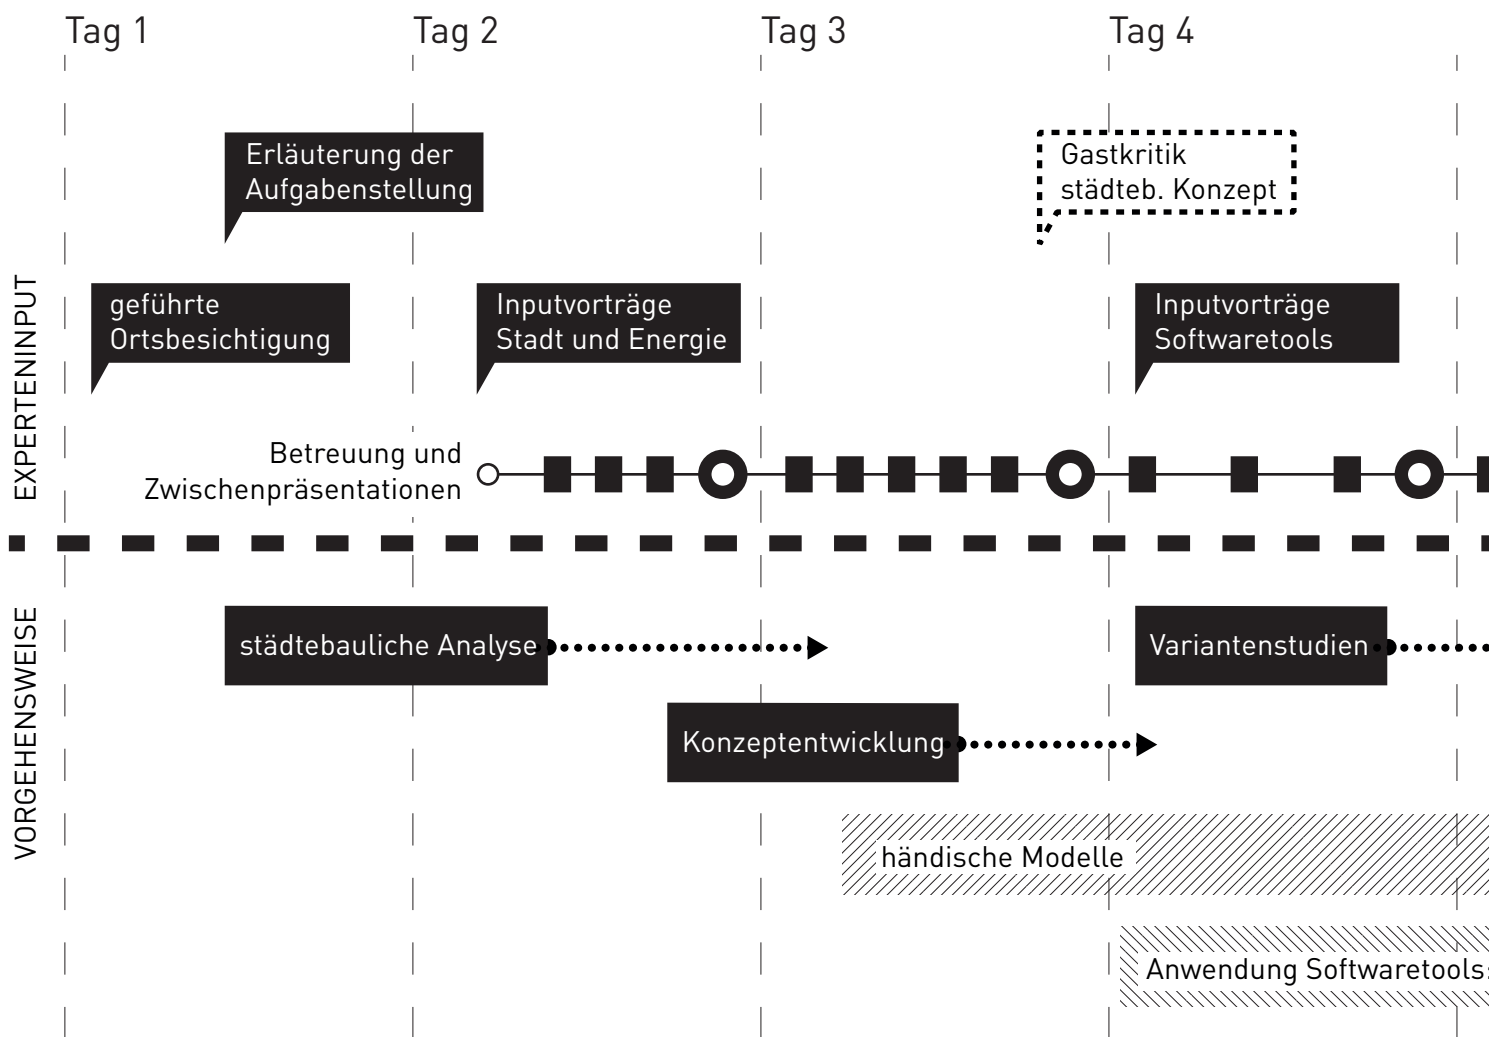 Tag 1
Tag 2
Tag 3
Tag 4
EXPERTENINPUT
Erläuterung der
Aufgabenstellung
Gastkritik
städteb. Konzept
geführte
Ortsbesichtigung
Inputvorträge
Stadt und Energie
Inputvorträge
Softwaretools
Betreuung und
Zwischenpräsentationen
VORGEHENSWEISE
städtebauliche Analyse
Variantenstudien
Konzeptentwicklung
händische Modelle
Anwendung Softwaretools: